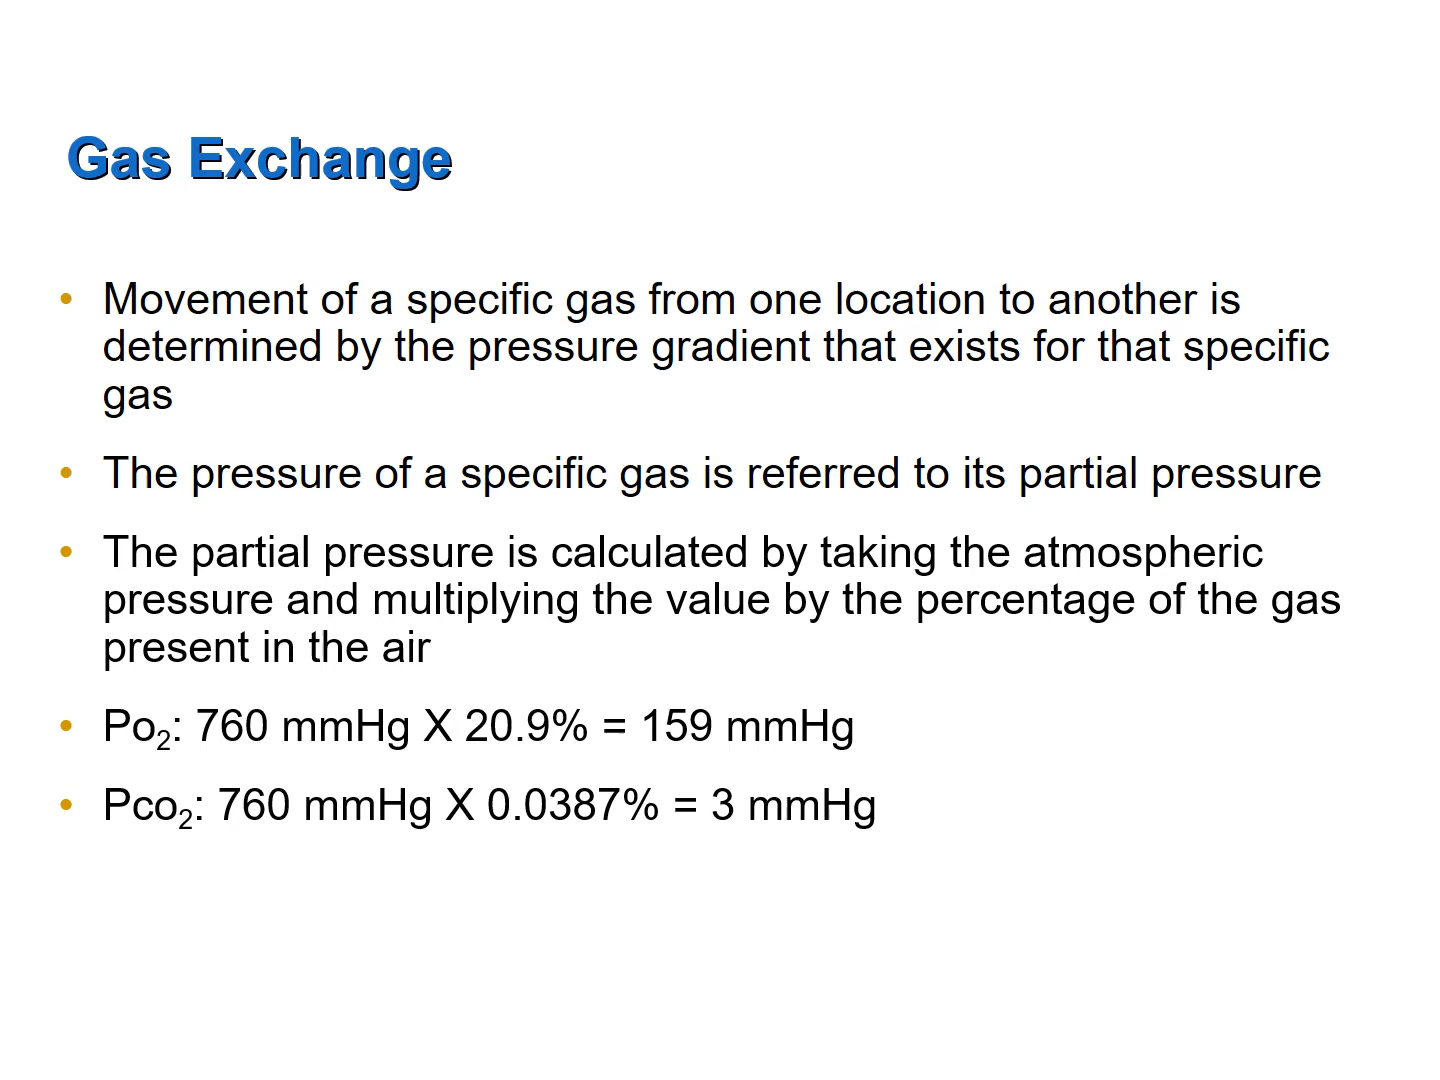 Gas Exchange
• Movement of a specific gas from one location to another is
determined by the pressure gradient that exists for that specific
gas
• The pressure of a specific gas is referred to its partial pressure
• The partial pressure is calculated by taking the atmospheric
pressure and multiplying the value by the percentage of the gas
present in the air
• Po₂: 760 mmHg X 20.9% = 159 mmHg
• Pco₂: 760 mmHg X 0.0387% = 3 mmHg